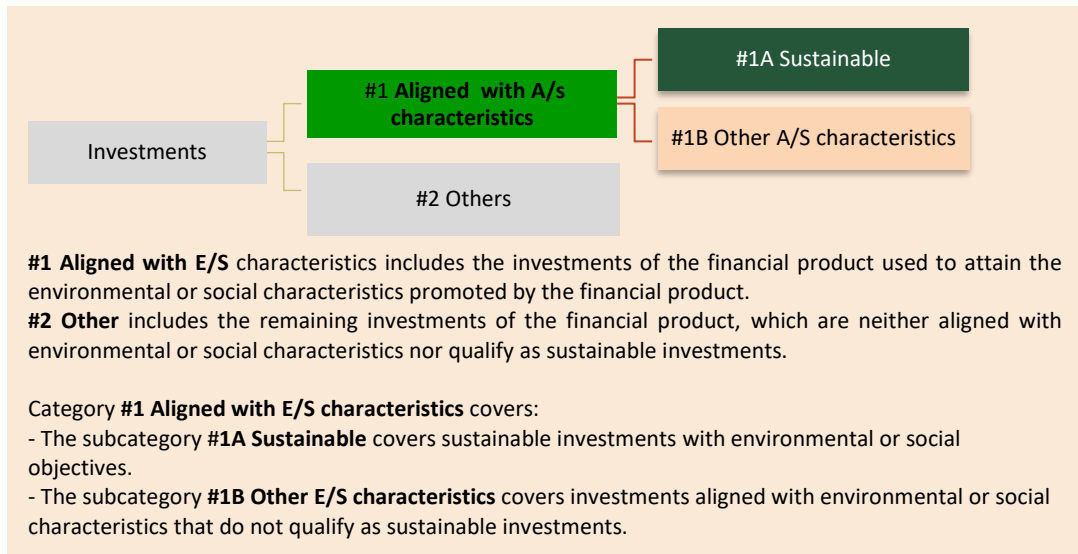 #1A Sustainable
#1 Aligned with A/s
characteristics
#1B Other A/S characteristics
Investments
#2 Others
#1 Aligned with E/S characteristics includes the investments of the financial product used to attain the
environmental or social characteristics promoted by the financial product.
#2 Other includes the remaining investments of the financial product, which are neither aligned with
environmental or social characteristics nor qualify as sustainable investments.
Category #1 Aligned with E/S characteristics covers:
- The subcategory #1A Sustainable covers sustainable investments with environmental or social
objectives.
- The subcategory #1B Other E/S characteristics covers investments aligned with environmental or social
characteristics that do not qualify as sustainable investments.